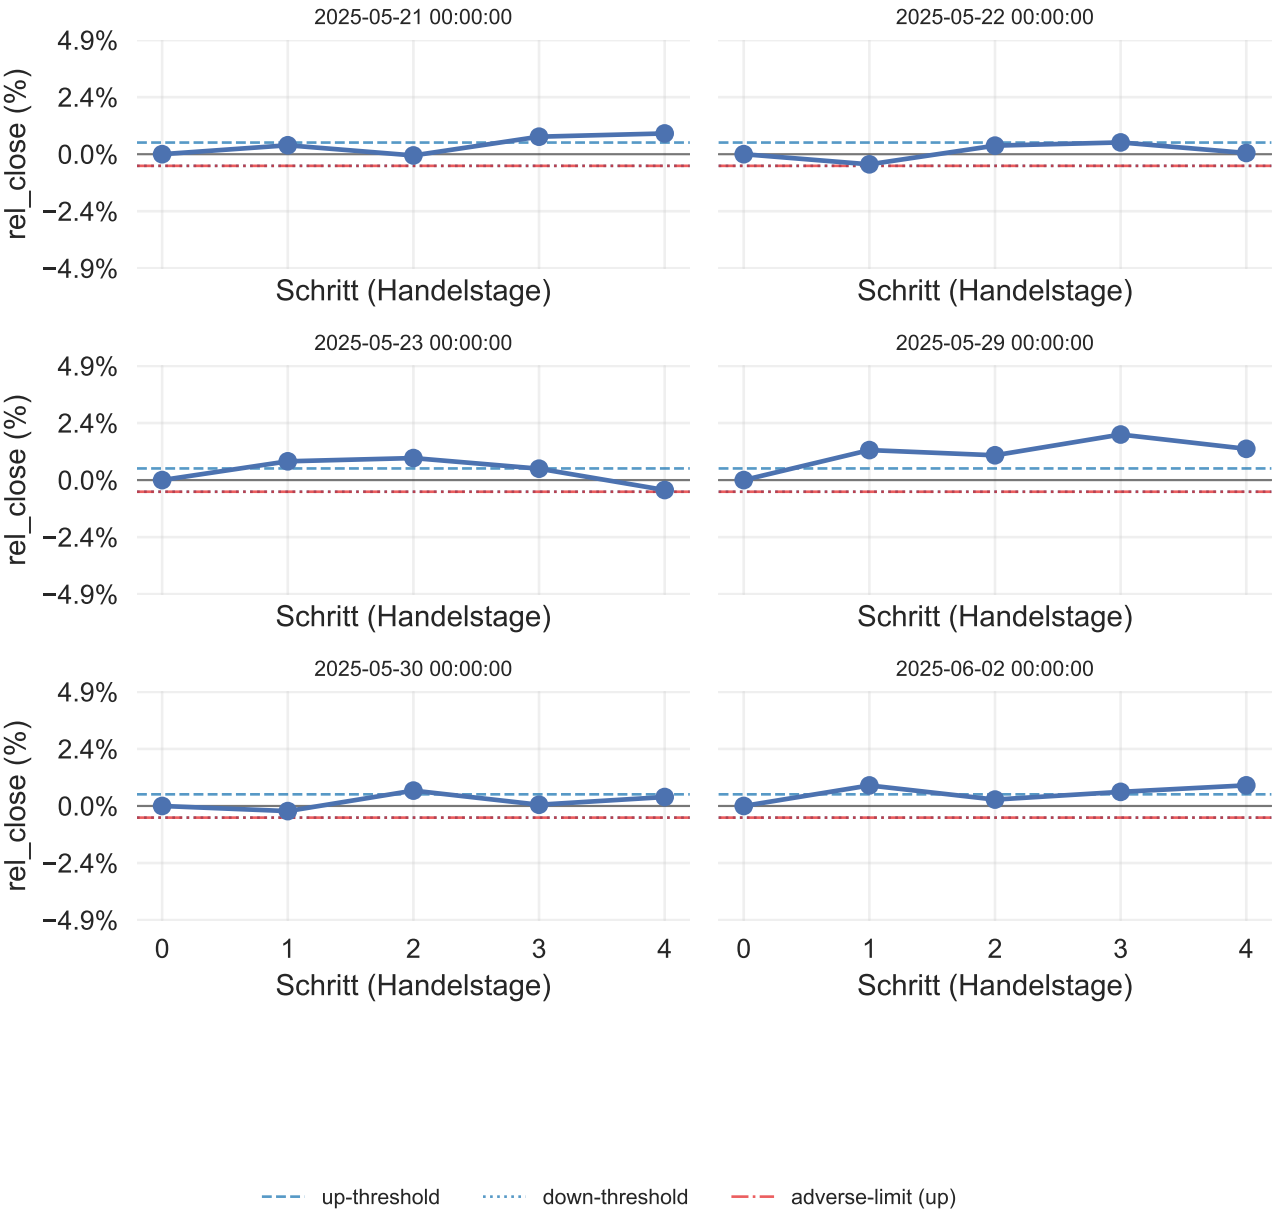 2025-05-21 00:00:00
2025-05-22 00:00:00
4.9%
2.4%
0.0%
−2.4%
−4.9%
rel_close (%)
Schritt (Handelstage)
Schritt (Handelstage)
2025-05-23 00:00:00
2025-05-29 00:00:00
4.9%
2.4%
0.0%
−2.4%
−4.9%
rel_close (%)
Schritt (Handelstage)
Schritt (Handelstage)
2025-05-30 00:00:00
2025-06-02 00:00:00
4.9%
2.4%
0.0%
−2.4%
−4.9%
rel_close (%)
0 1 2 3 4
0 1 2 3 4
Schritt (Handelstage)
Schritt (Handelstage)
up-threshold down-threshold adverse-limit (up)